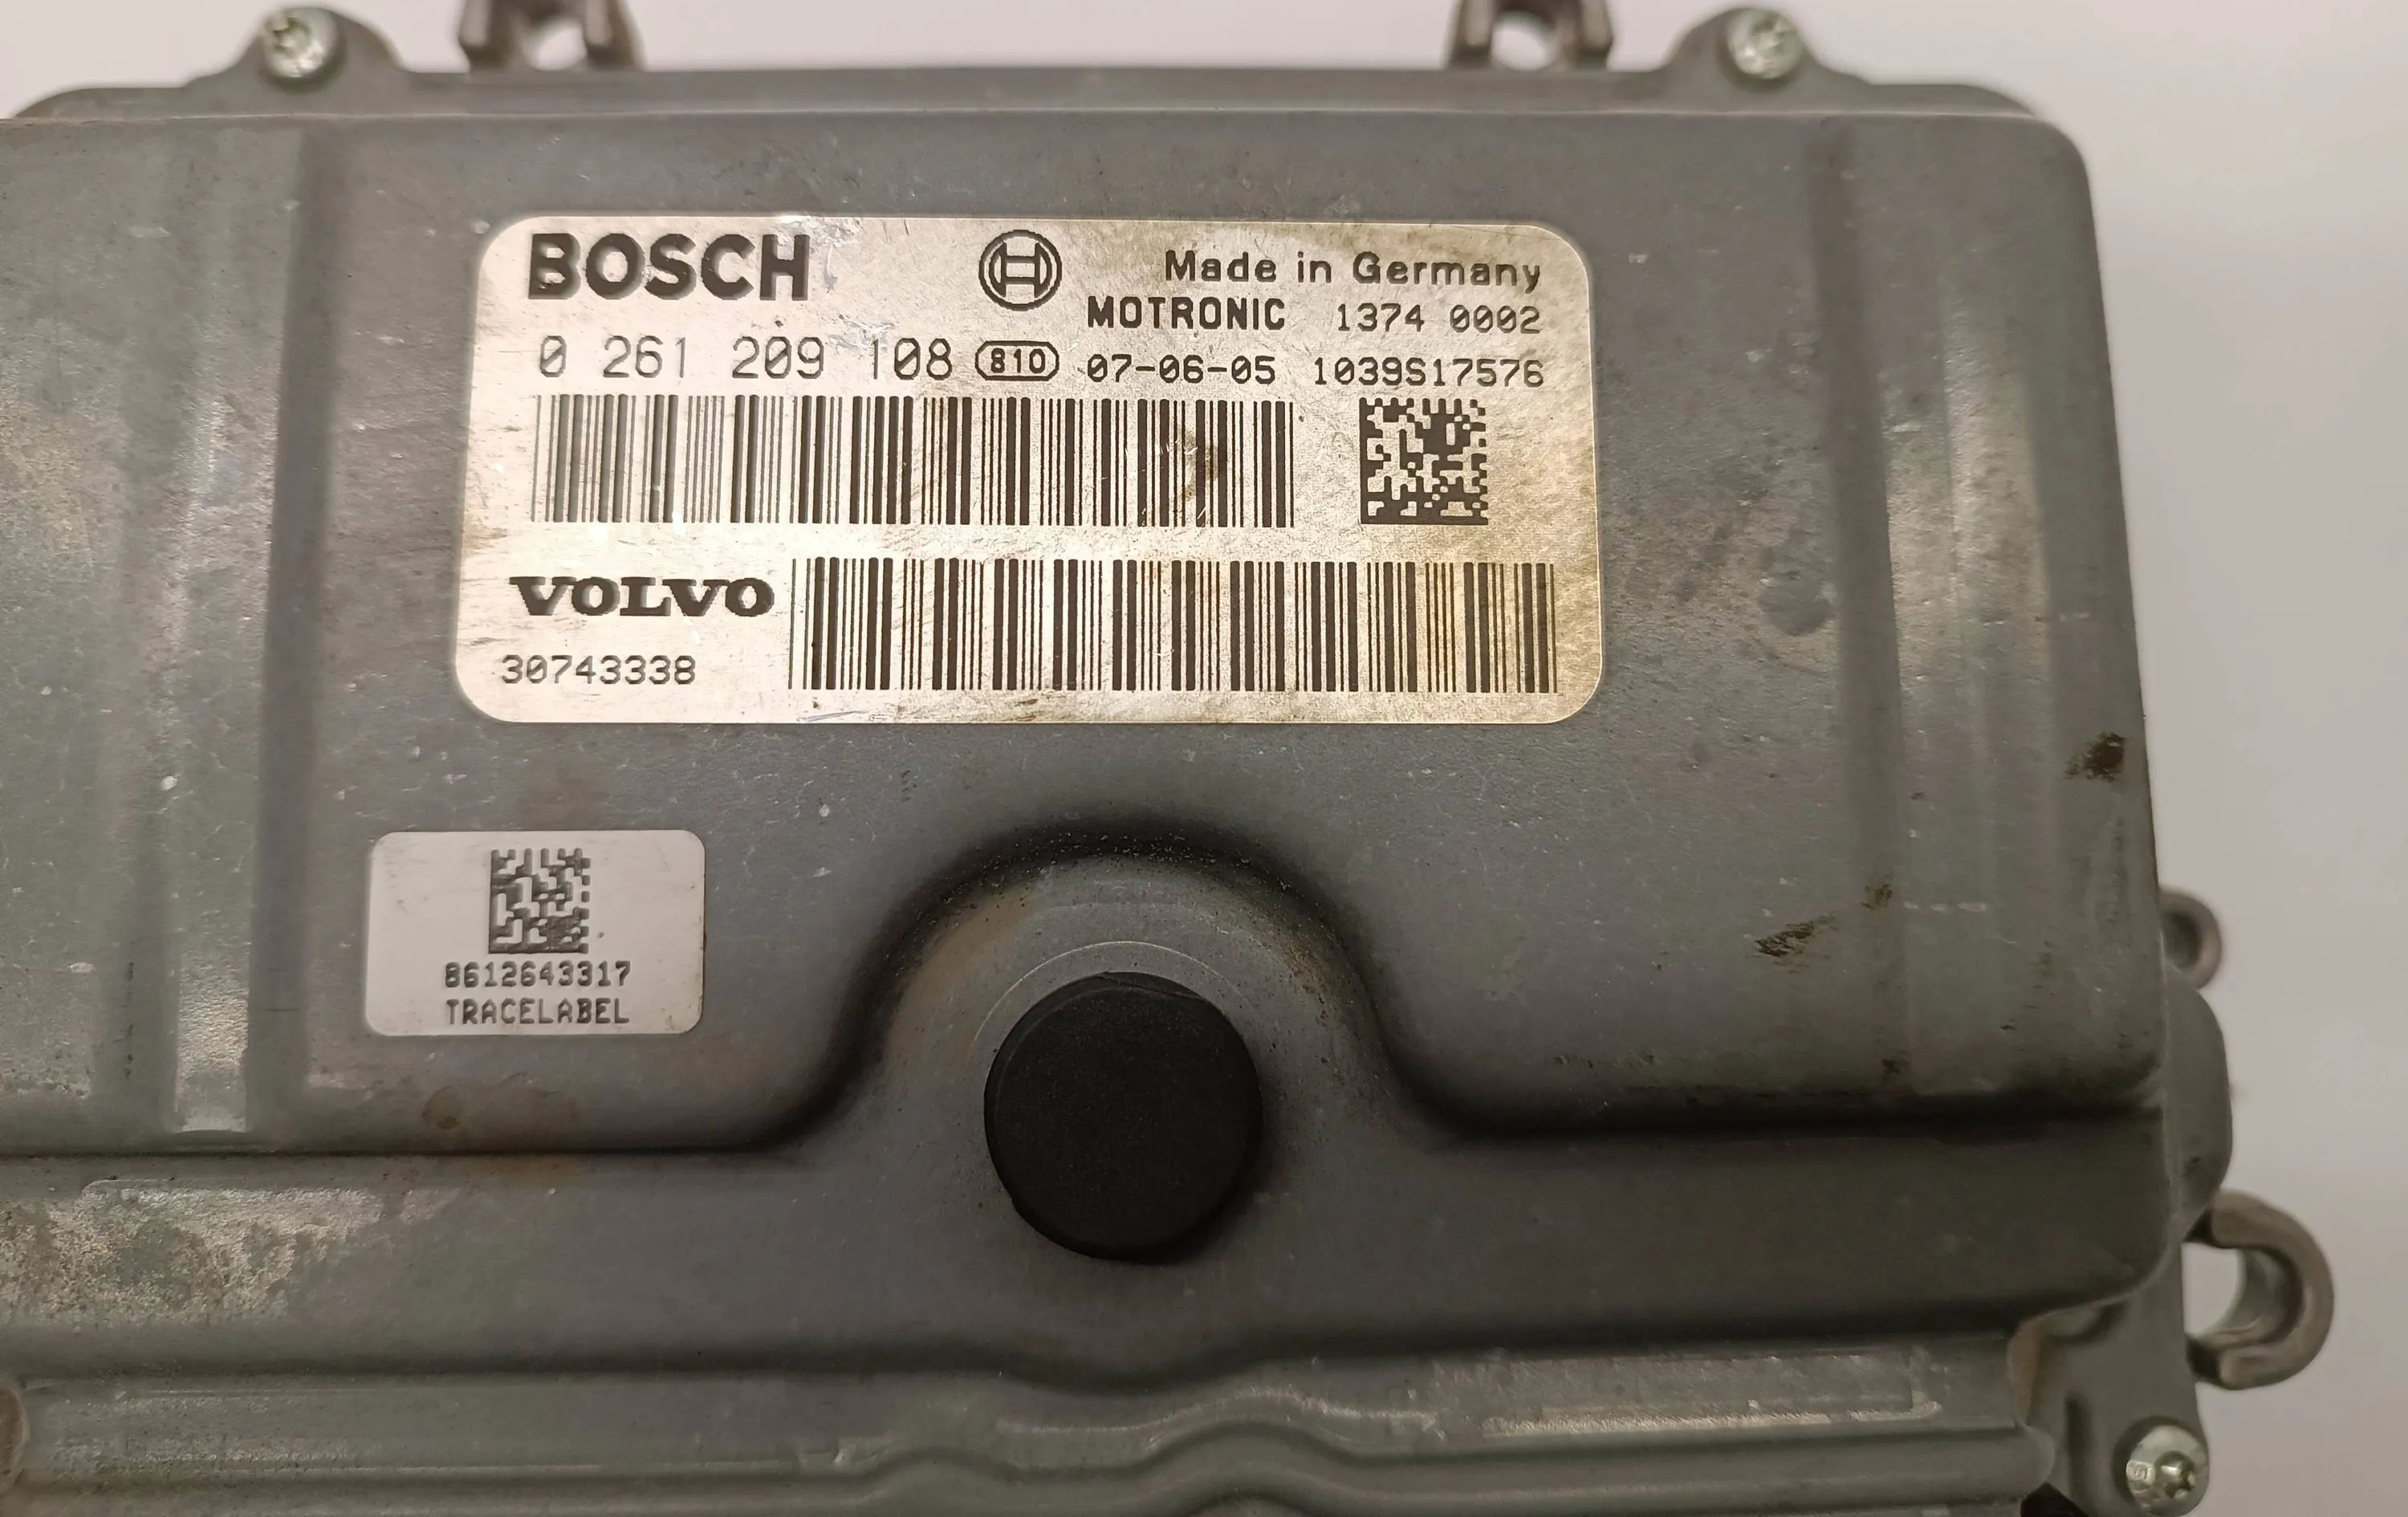 BOSCH
Made in Germany
MOTRONIC 1374 0002
0 261 209 108 810 07-06-05 1039S17576
VOLVO
30743338
8612643317
TRACELABEL